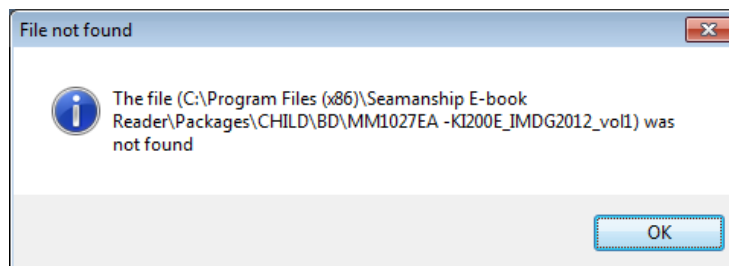 File not found
The file (C:\Program Files (x86)\Seamanship E-book
Reader\Packages\CHILD\BD\MM1027EA -KI200E_IMDG2012_vol1) was
not found
OK